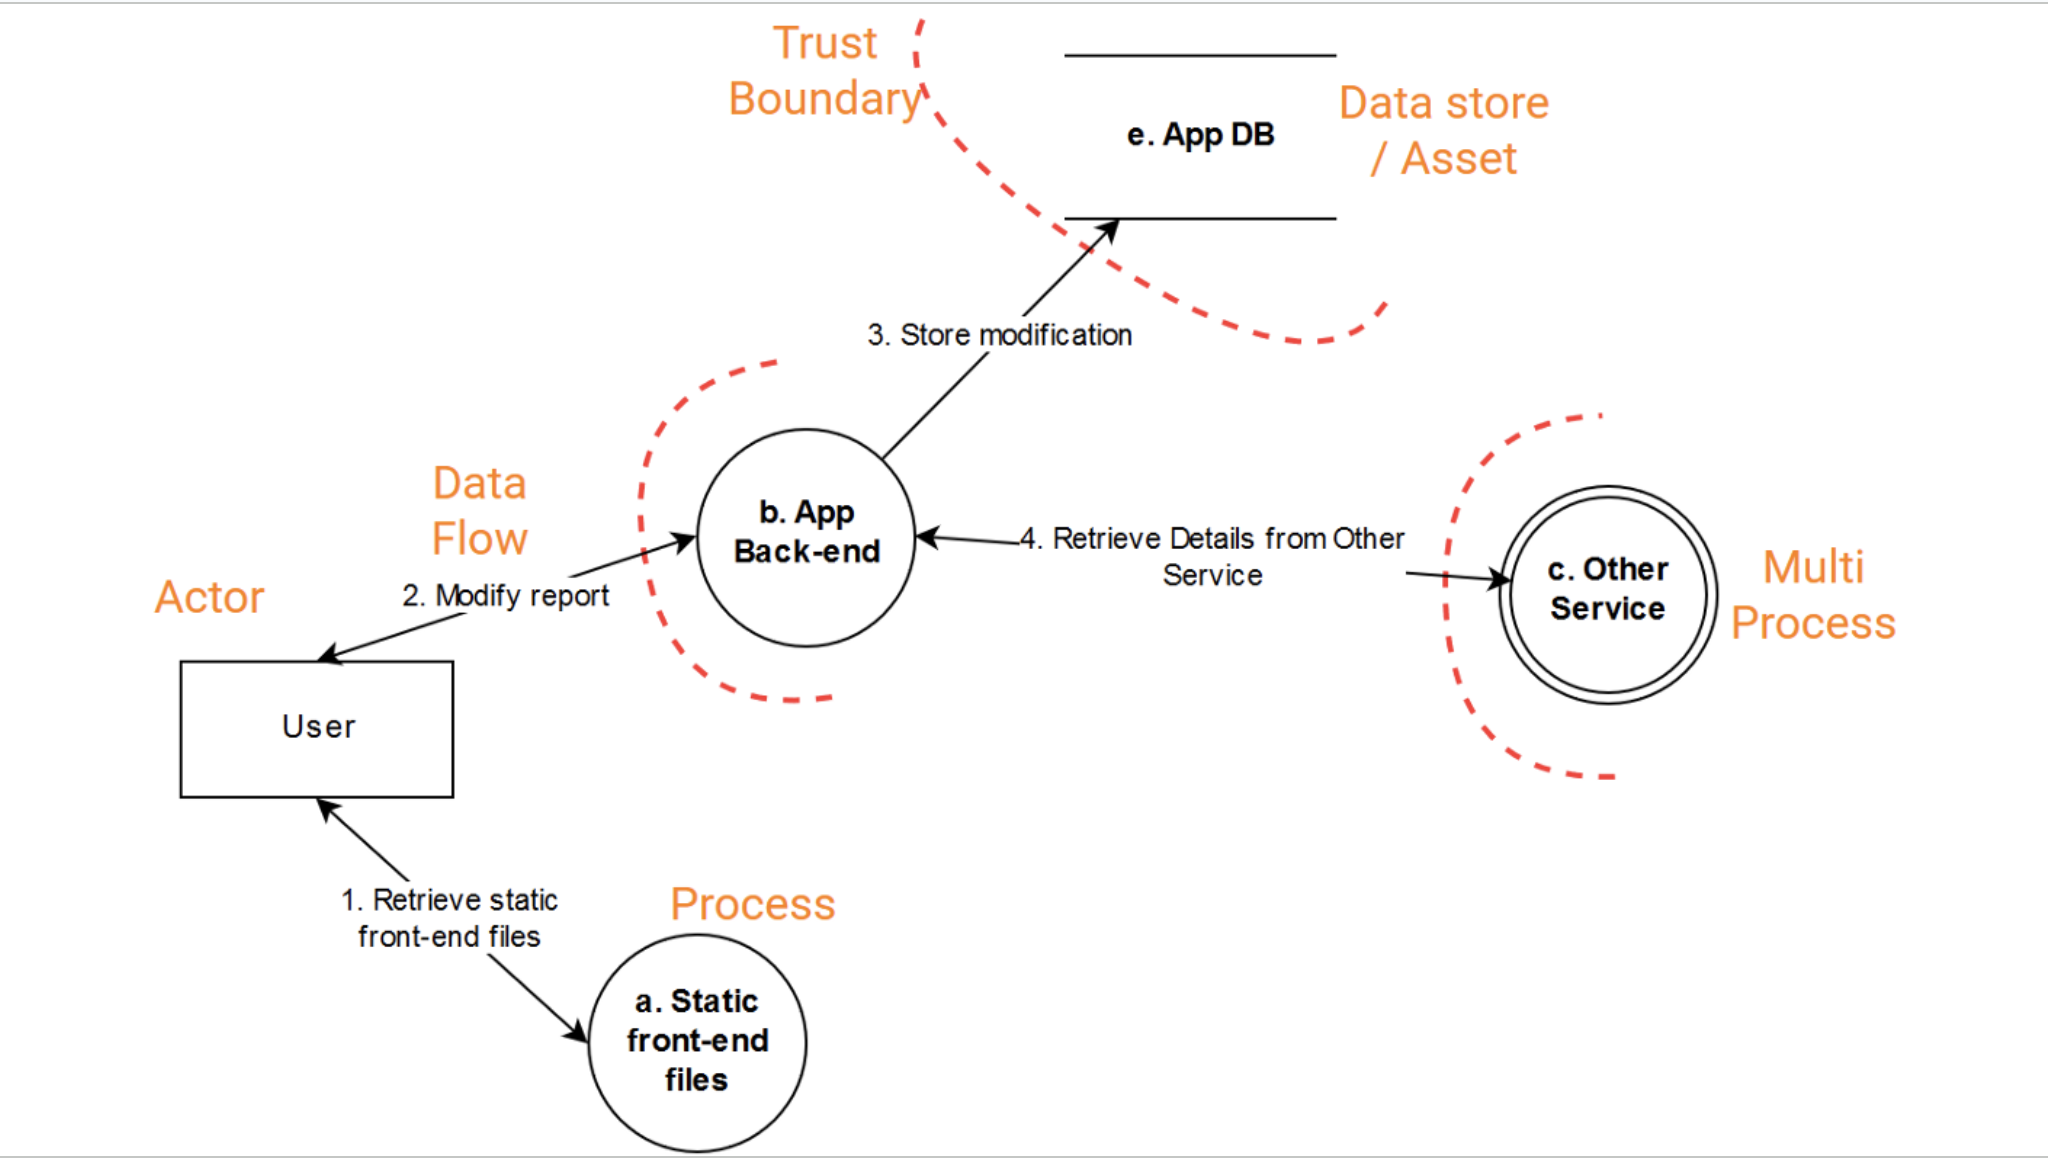 Trust
Boundary
e. App DB
Data store
/ Asset
3. Store modification
Data
Flow
b. App
Back-end
4. Retrieve Details from Other
Service
c. Other
Service
Multi
Process
Actor
2. Modify report
User
1. Retrieve static
front-end files
Process
a. Static
front-end
files